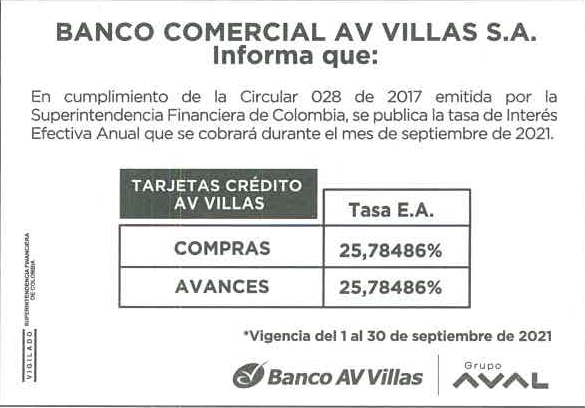 BANCO COMERCIAL AV VILLAS S.A.
Informa que:
En cumplimiento de la Circular 028 de 2017 emitida por la
Superintendencia Financiera de Colombia, se publica la tasa de Interés
Efectiva Anual que se cobrará durante el mes de septiembre de 2021.
TARJETAS CRÉDITO
AV VILLAS
Tasa E.A.
COMPRAS
25,78486%
AVANCES
25,78486%
*Vigencia del 1 al 30 de septiembre de 2021
VIGILADO
SUPERINTENDENCIA FINANCIERA
DE COLOMBIA
Banco AV Villas
Grupo
AVAL